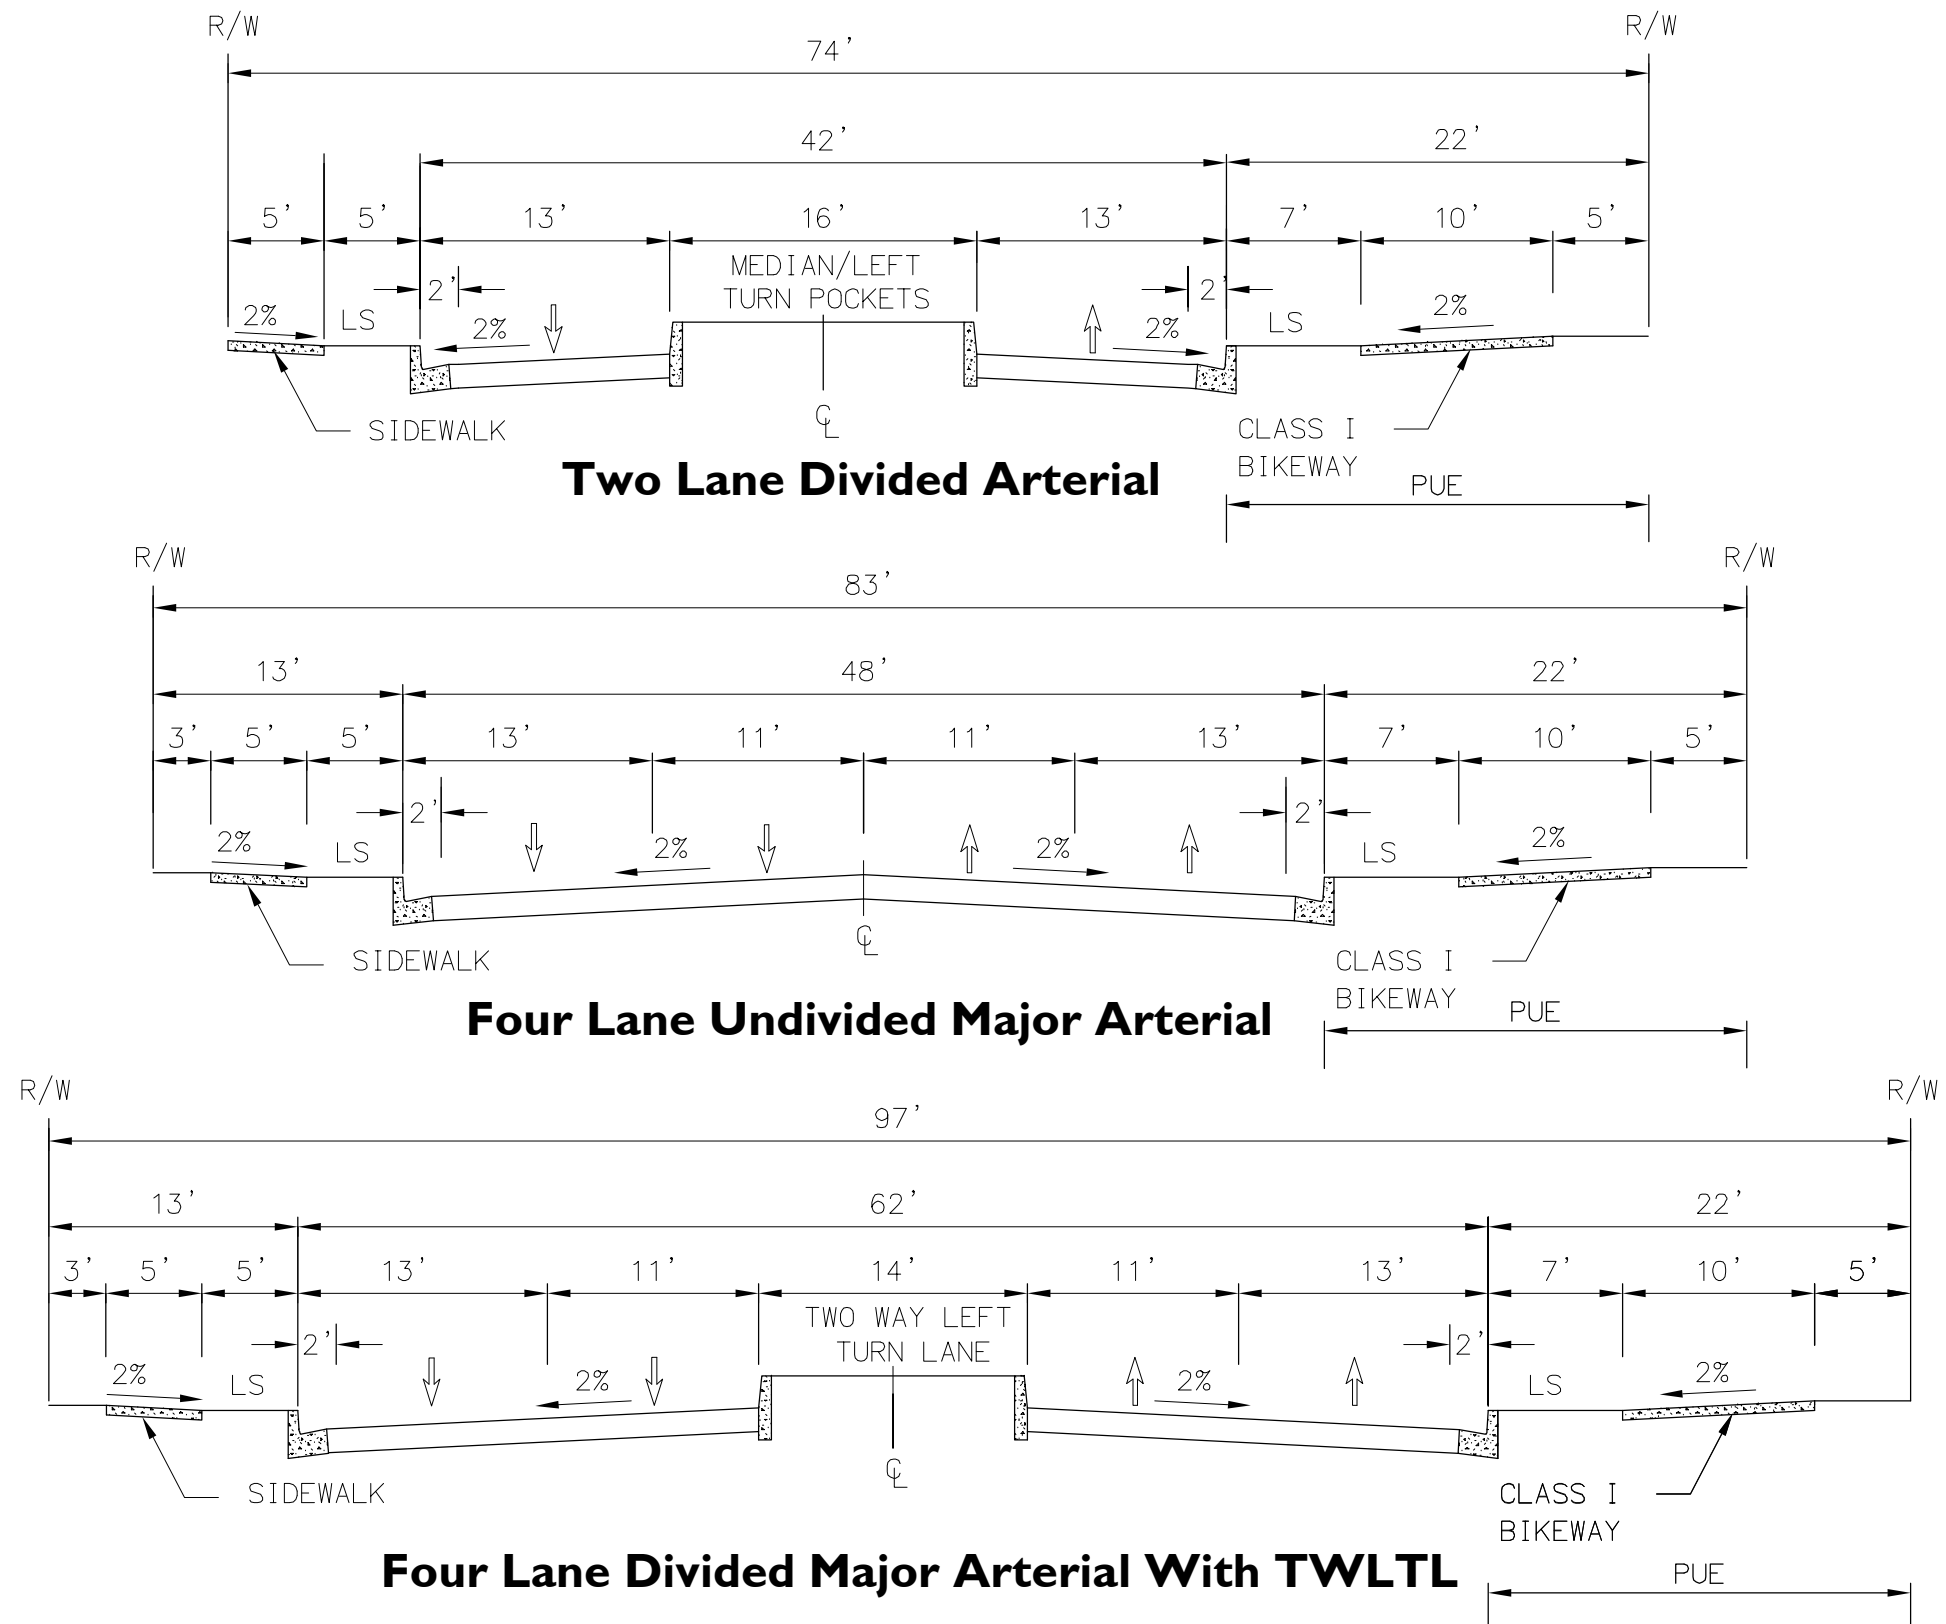 R/W R/W
74'
42' 22'
5' 5' 13' 16' 13' 7' 10' 5'
MEDIAN/LEFT
TURN POCKETS
2' 2'
2% LS 2% 2% LS 2%
SIDEWALK
℄
CLASS I
BIKEWAY
Two Lane Divided Arterial
PUE
R/W R/W
83'
13' 48' 22'
3' 5' 5' 13' 11' 11' 13' 7' 10' 5'
2' 2'
2% LS 2% 2% LS 2%
SIDEWALK
℄
CLASS I
BIKEWAY
Four Lane Undivided Major Arterial
PUE
R/W R/W
97'
13' 62' 22'
3' 5' 5' 13' 11' 14' 11' 13' 7' 10' 5'
TWO WAY LEFT
TURN LANE
2' 2'
2% LS 2% 2% LS 2%
SIDEWALK
℄
CLASS I
BIKEWAY
Four Lane Divided Major Arterial With TWLTL
PUE